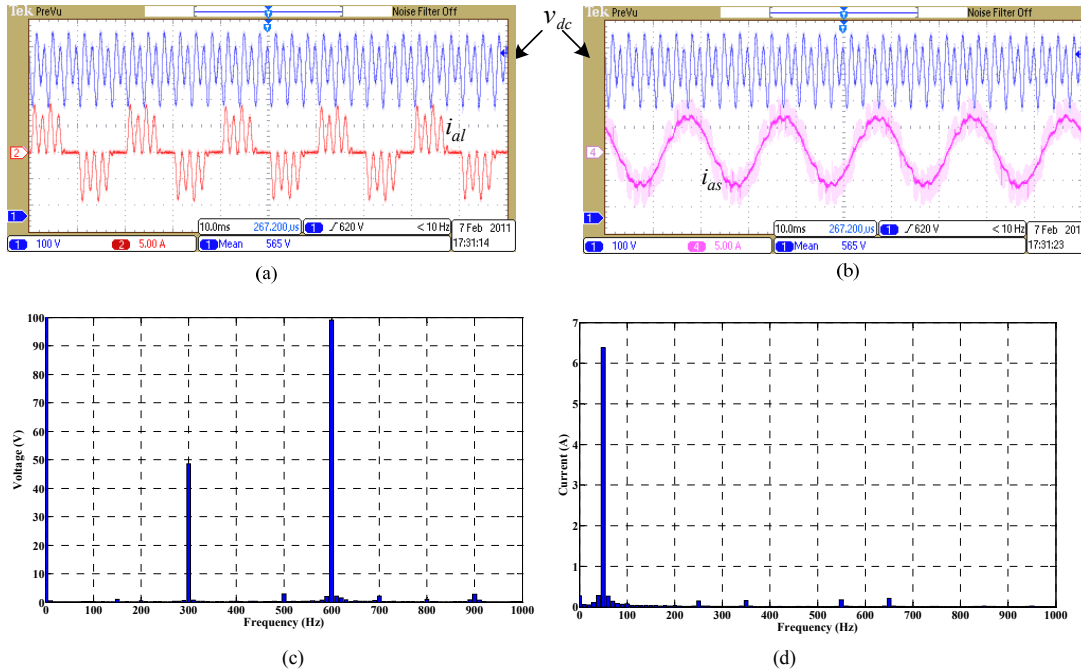 Tek PreVu Noise Filter Off
i_al
2
1
10.0ms 267.200μs 1 ∫ 620 V < 10 Hz 7 Feb 2011
1 100 V 2 5.00 A 1 Mean 565 V 17:31:14
(a)
v_dc
Tek PreVu Noise Filter Off
4
i_as
1
10.0ms 267.200μs 1 ∫ 620 V < 10 Hz 7 Feb 201
1 100 V 4 5.00 A 1 Mean 565 V 17:31:23
(b)
100
90
80
70
60
50
40
30
20
10
0
Voltage (V)
0 100 200 300 400 500 600 700 800 900 1000
Frequency (Hz)
(c)
7
6
5
4
3
2
1
0
Current (A)
0 100 200 300 400 500 600 700 800 900 1000
Frequency (Hz)
(d)